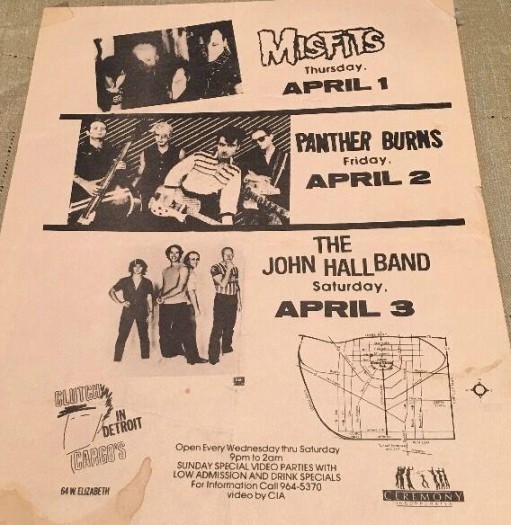 MISFITS
Thursday,
APRIL 1
PANTHER BURNS
Friday,
APRIL 2
THE
JOHN HALL BAND
Saturday,
APRIL 3
CLUTCH
IN
DETROIT
CARGO'S
64 W. ELIZABETH
Open Every Wednesday thru Saturday
9pm to 2am
SUNDAY SPECIAL VIDEO PARTIES WITH
LOW ADMISSION AND DRINK SPECIALS
For Information Call 964-5370
video by CIA
CEREMONY
INCORPORATED